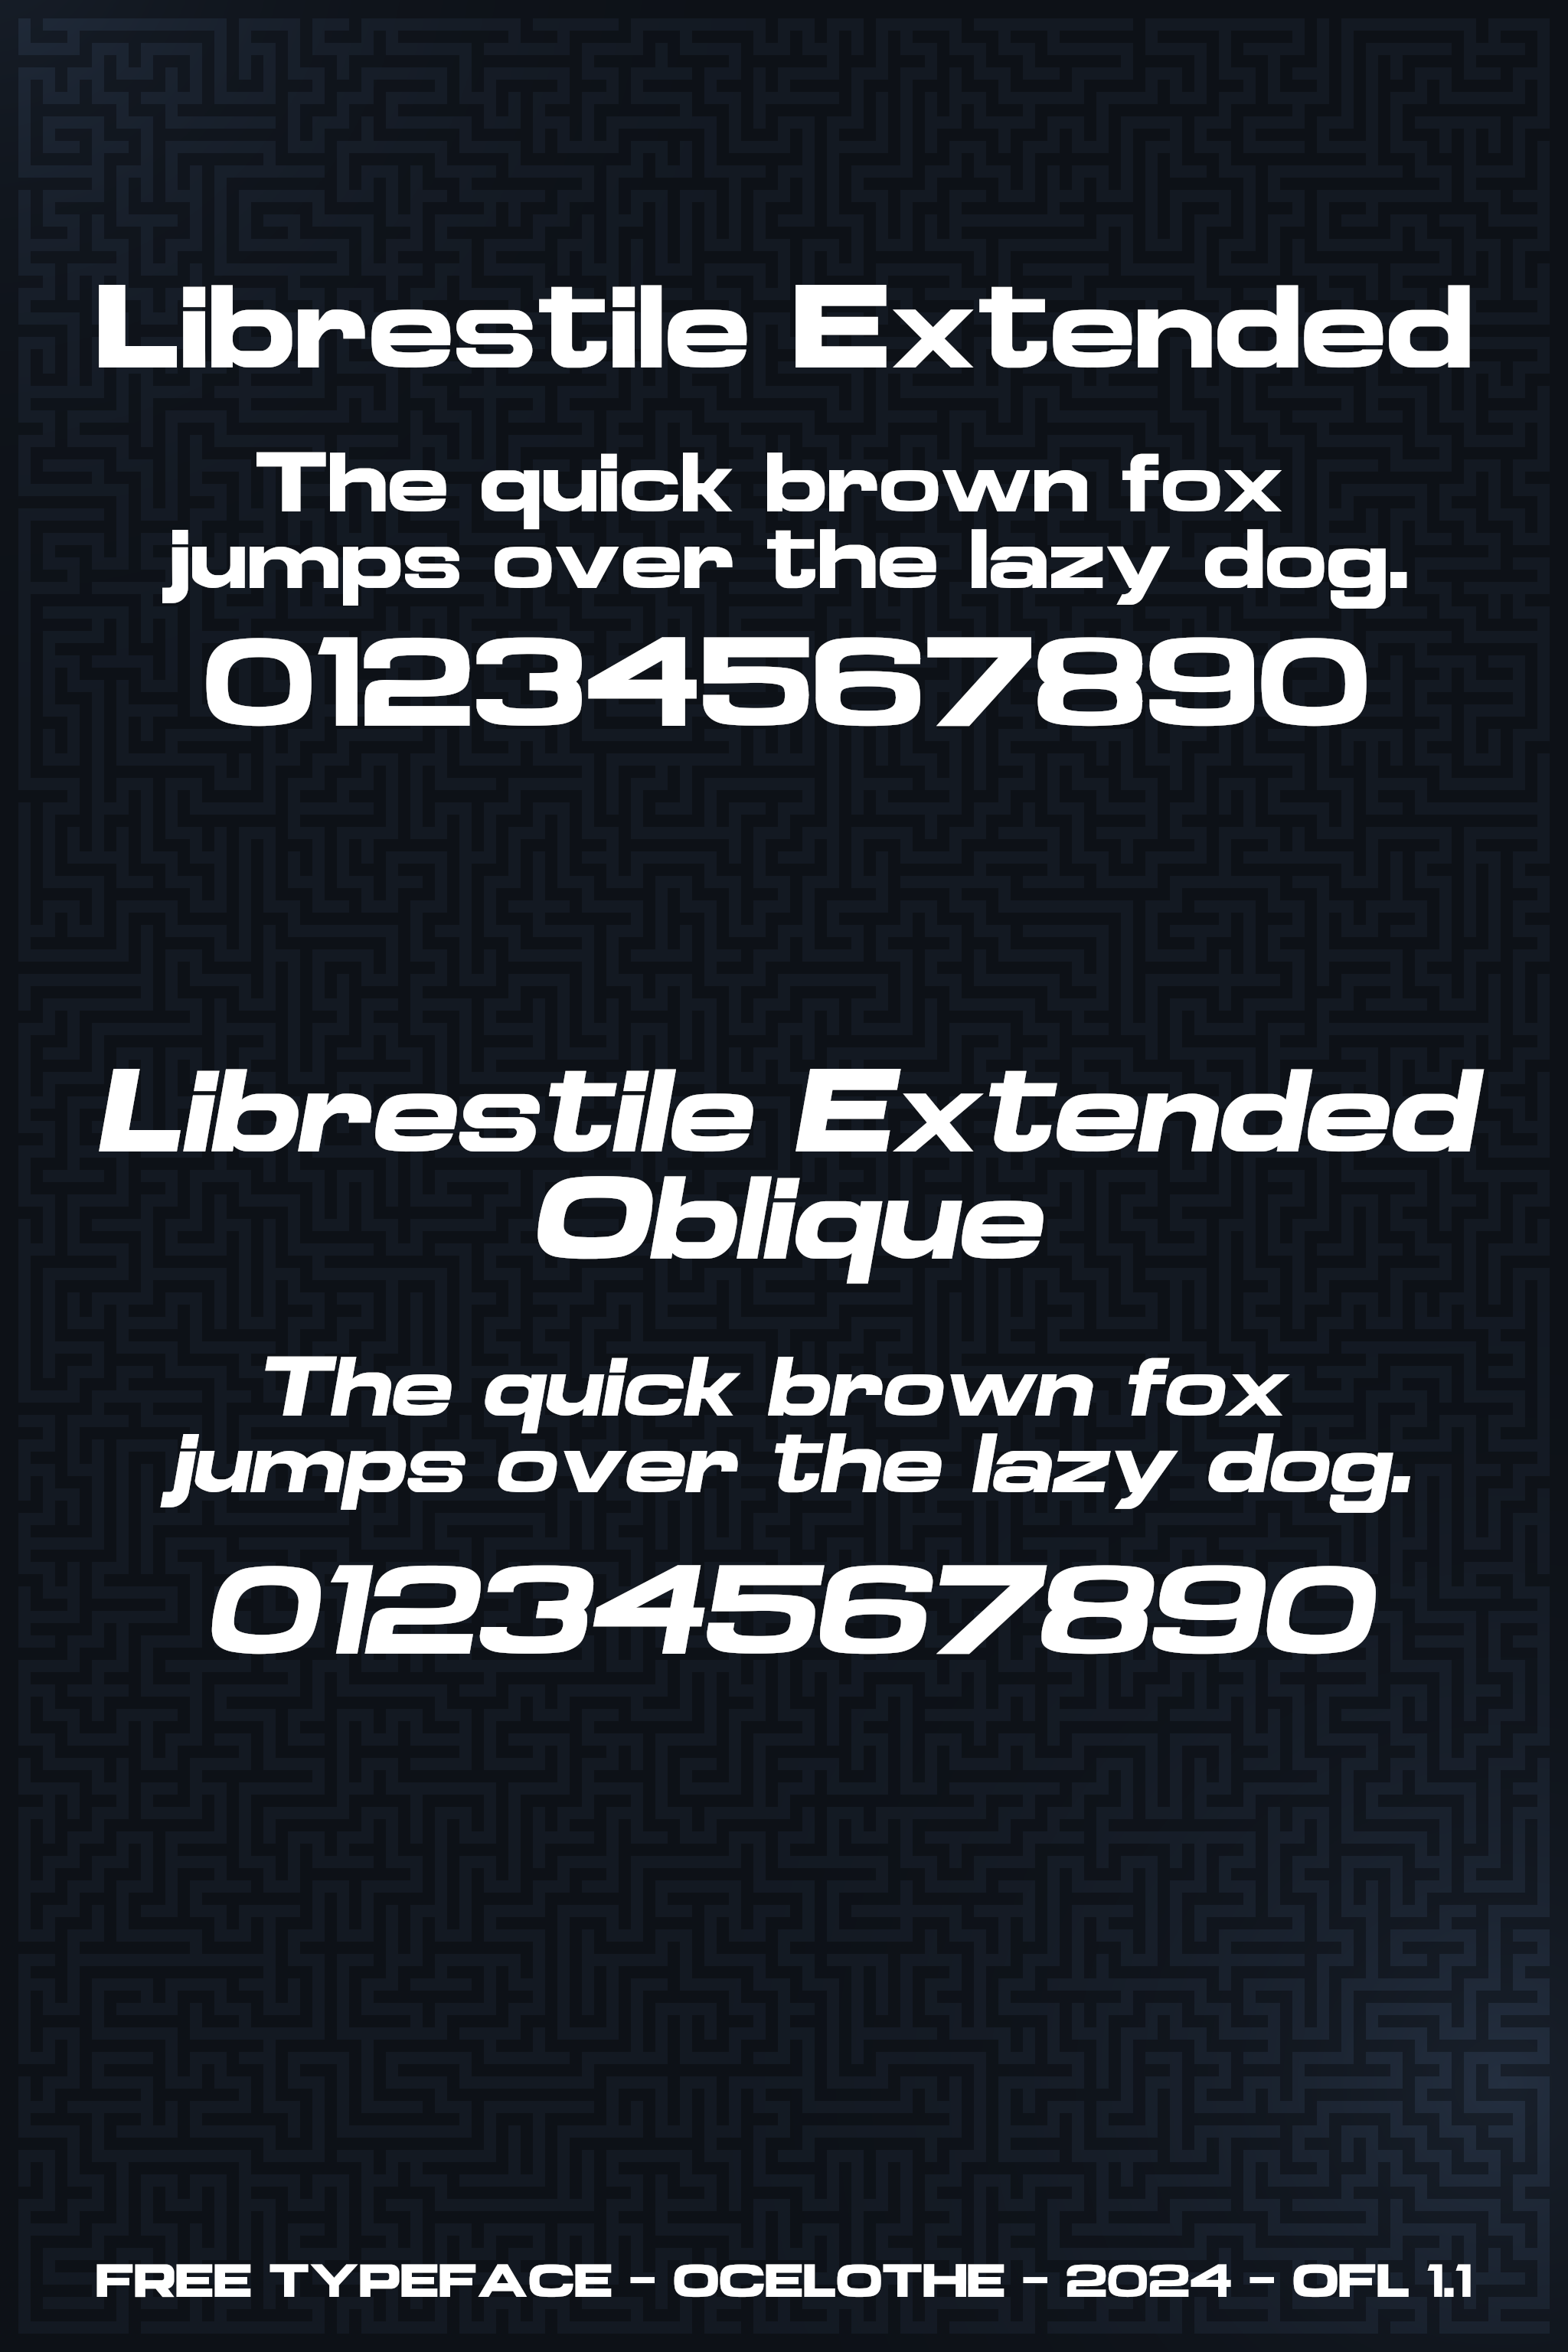 Librestile Extended
The quick brown fox
jumps over the lazy dog.
01234567890
Librestile Extended
Oblique
The quick brown fox
jumps over the lazy dog.
01234567890
FREE TYPEFACE - OCELOTHE - 2024 - OFL 1.1